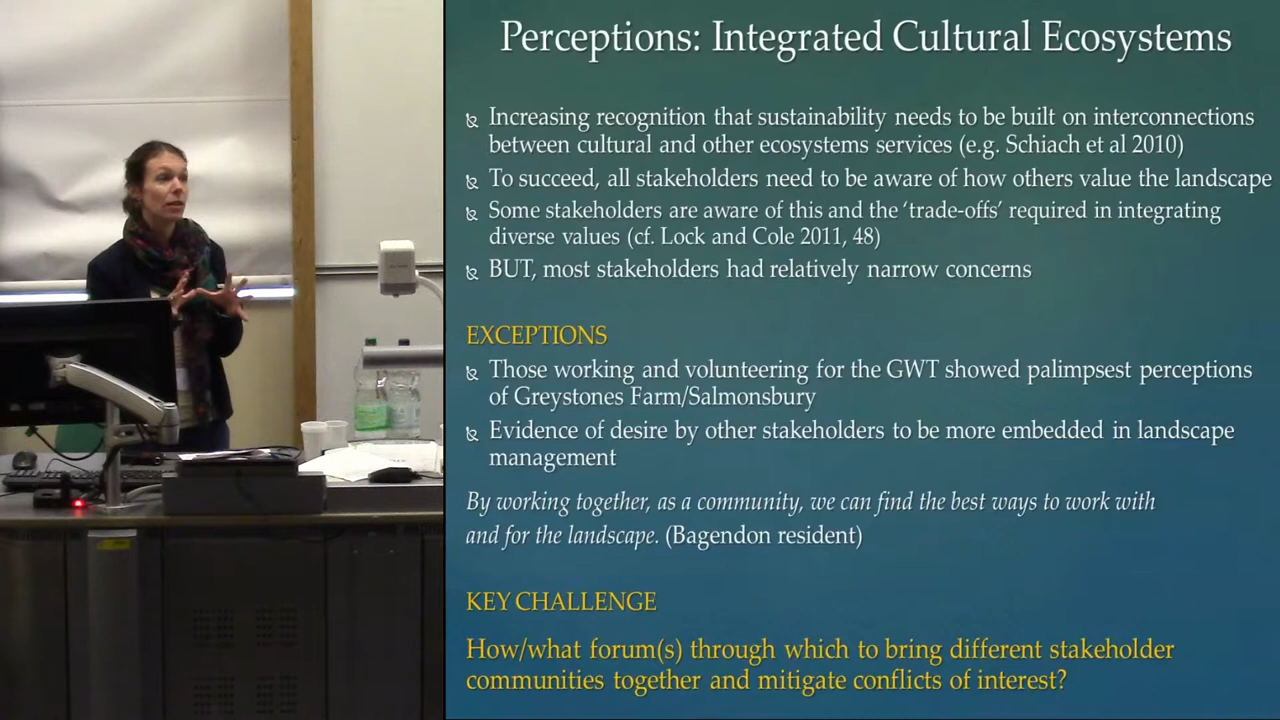 Perceptions: Integrated Cultural Ecosystems
Increasing recognition that sustainability needs to be built on interconnections
between cultural and other ecosystems services (e.g. Schiach et al 2010)
To succeed, all stakeholders need to be aware of how others value the landscape
Some stakeholders are aware of this and the ‘trade-offs’ required in integrating
diverse values (cf. Lock and Cole 2011, 48)
BUT, most stakeholders had relatively narrow concerns
EXCEPTIONS
Those working and volunteering for the GWT showed palimpsest perceptions
of Greystones Farm/Salmonsbury
Evidence of desire by other stakeholders to be more embedded in landscape
management
By working together, as a community, we can find the best ways to work with
and for the landscape. (Bagendon resident)
KEY CHALLENGE
How/what forum(s) through which to bring different stakeholder
communities together and mitigate conflicts of interest?